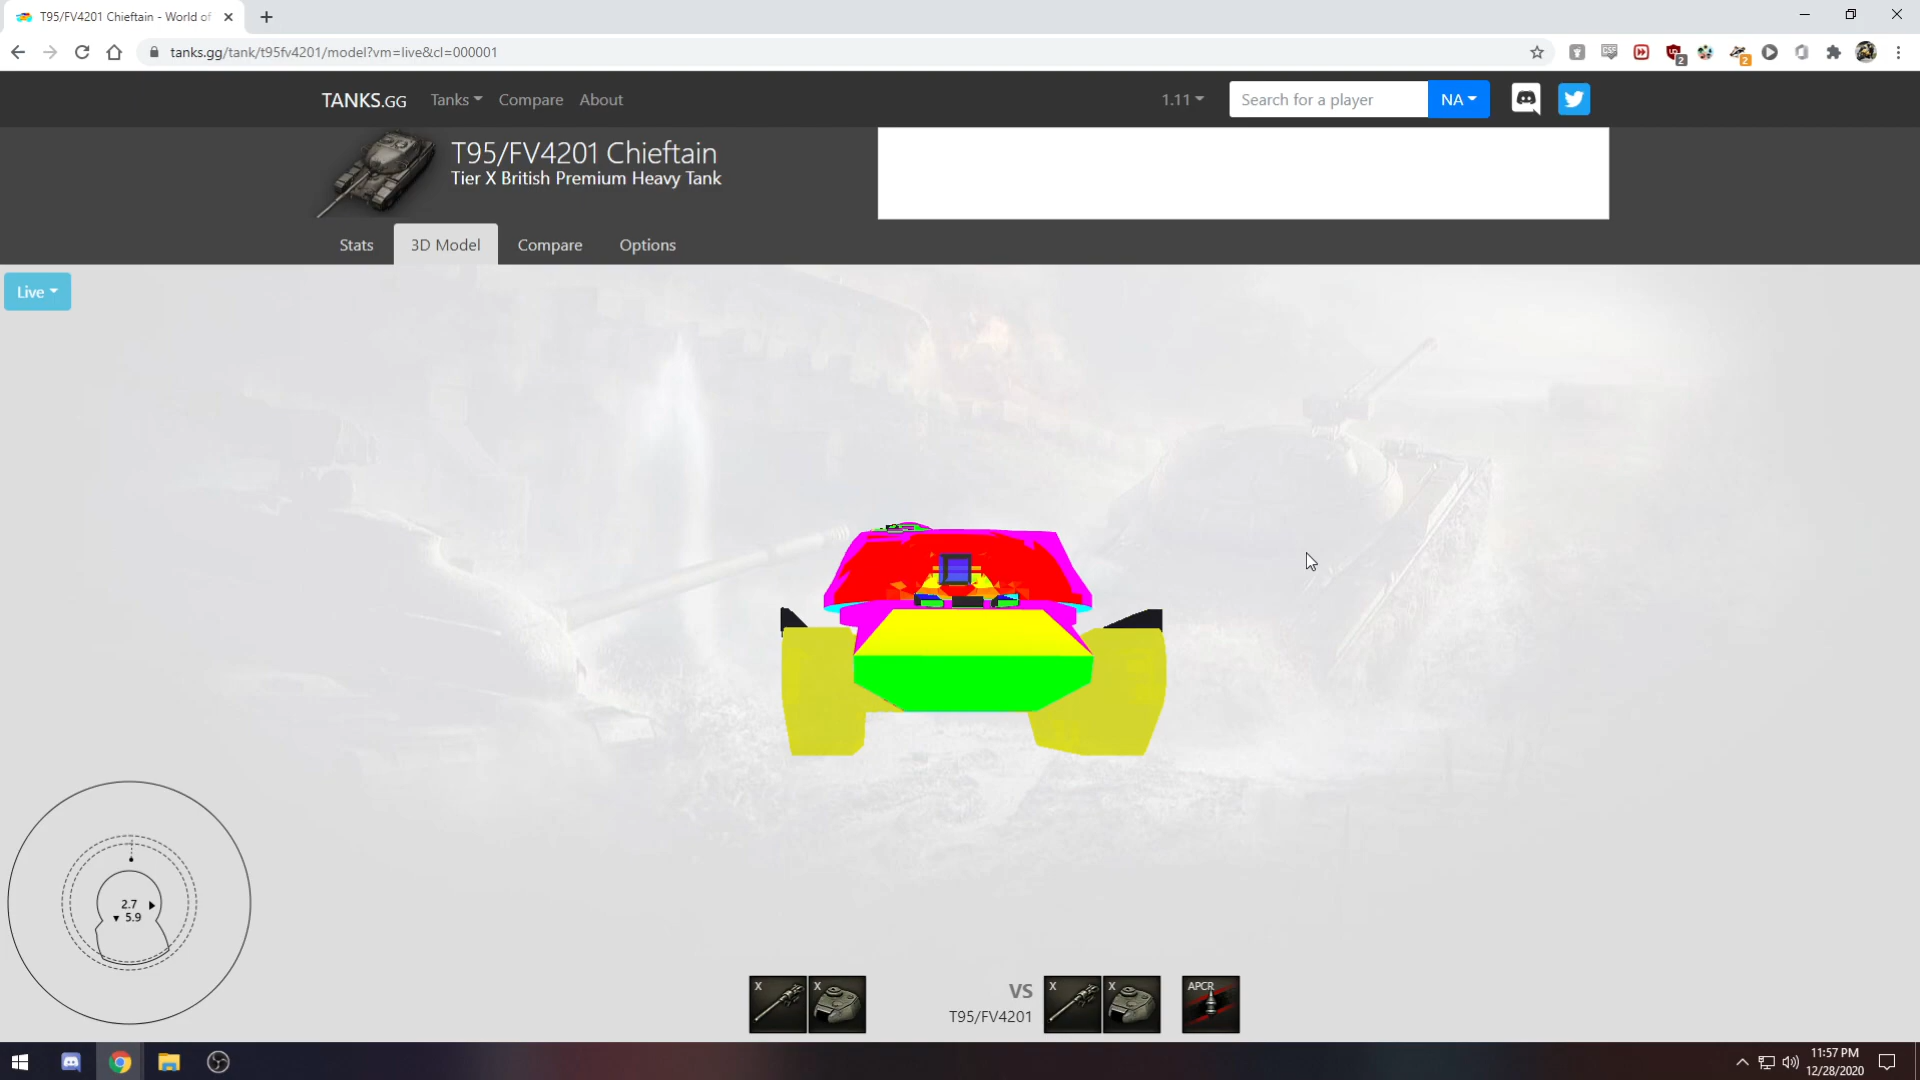 T95/FV4201 Chieftain - World of
tanks.gg/tank/t95fv4201/model?vm=live&cl=000001
2
2
TANKS.GG
Tanks
Compare
About
1.11
Search for a player
NA
T95/FV4201 Chieftain
Tier X British Premium Heavy Tank
Stats
3D Model
Compare
Options
Live
2.7
5.9
X
X
VS
T95/FV4201
X
X
APCR
11:57 PM
12/28/2020